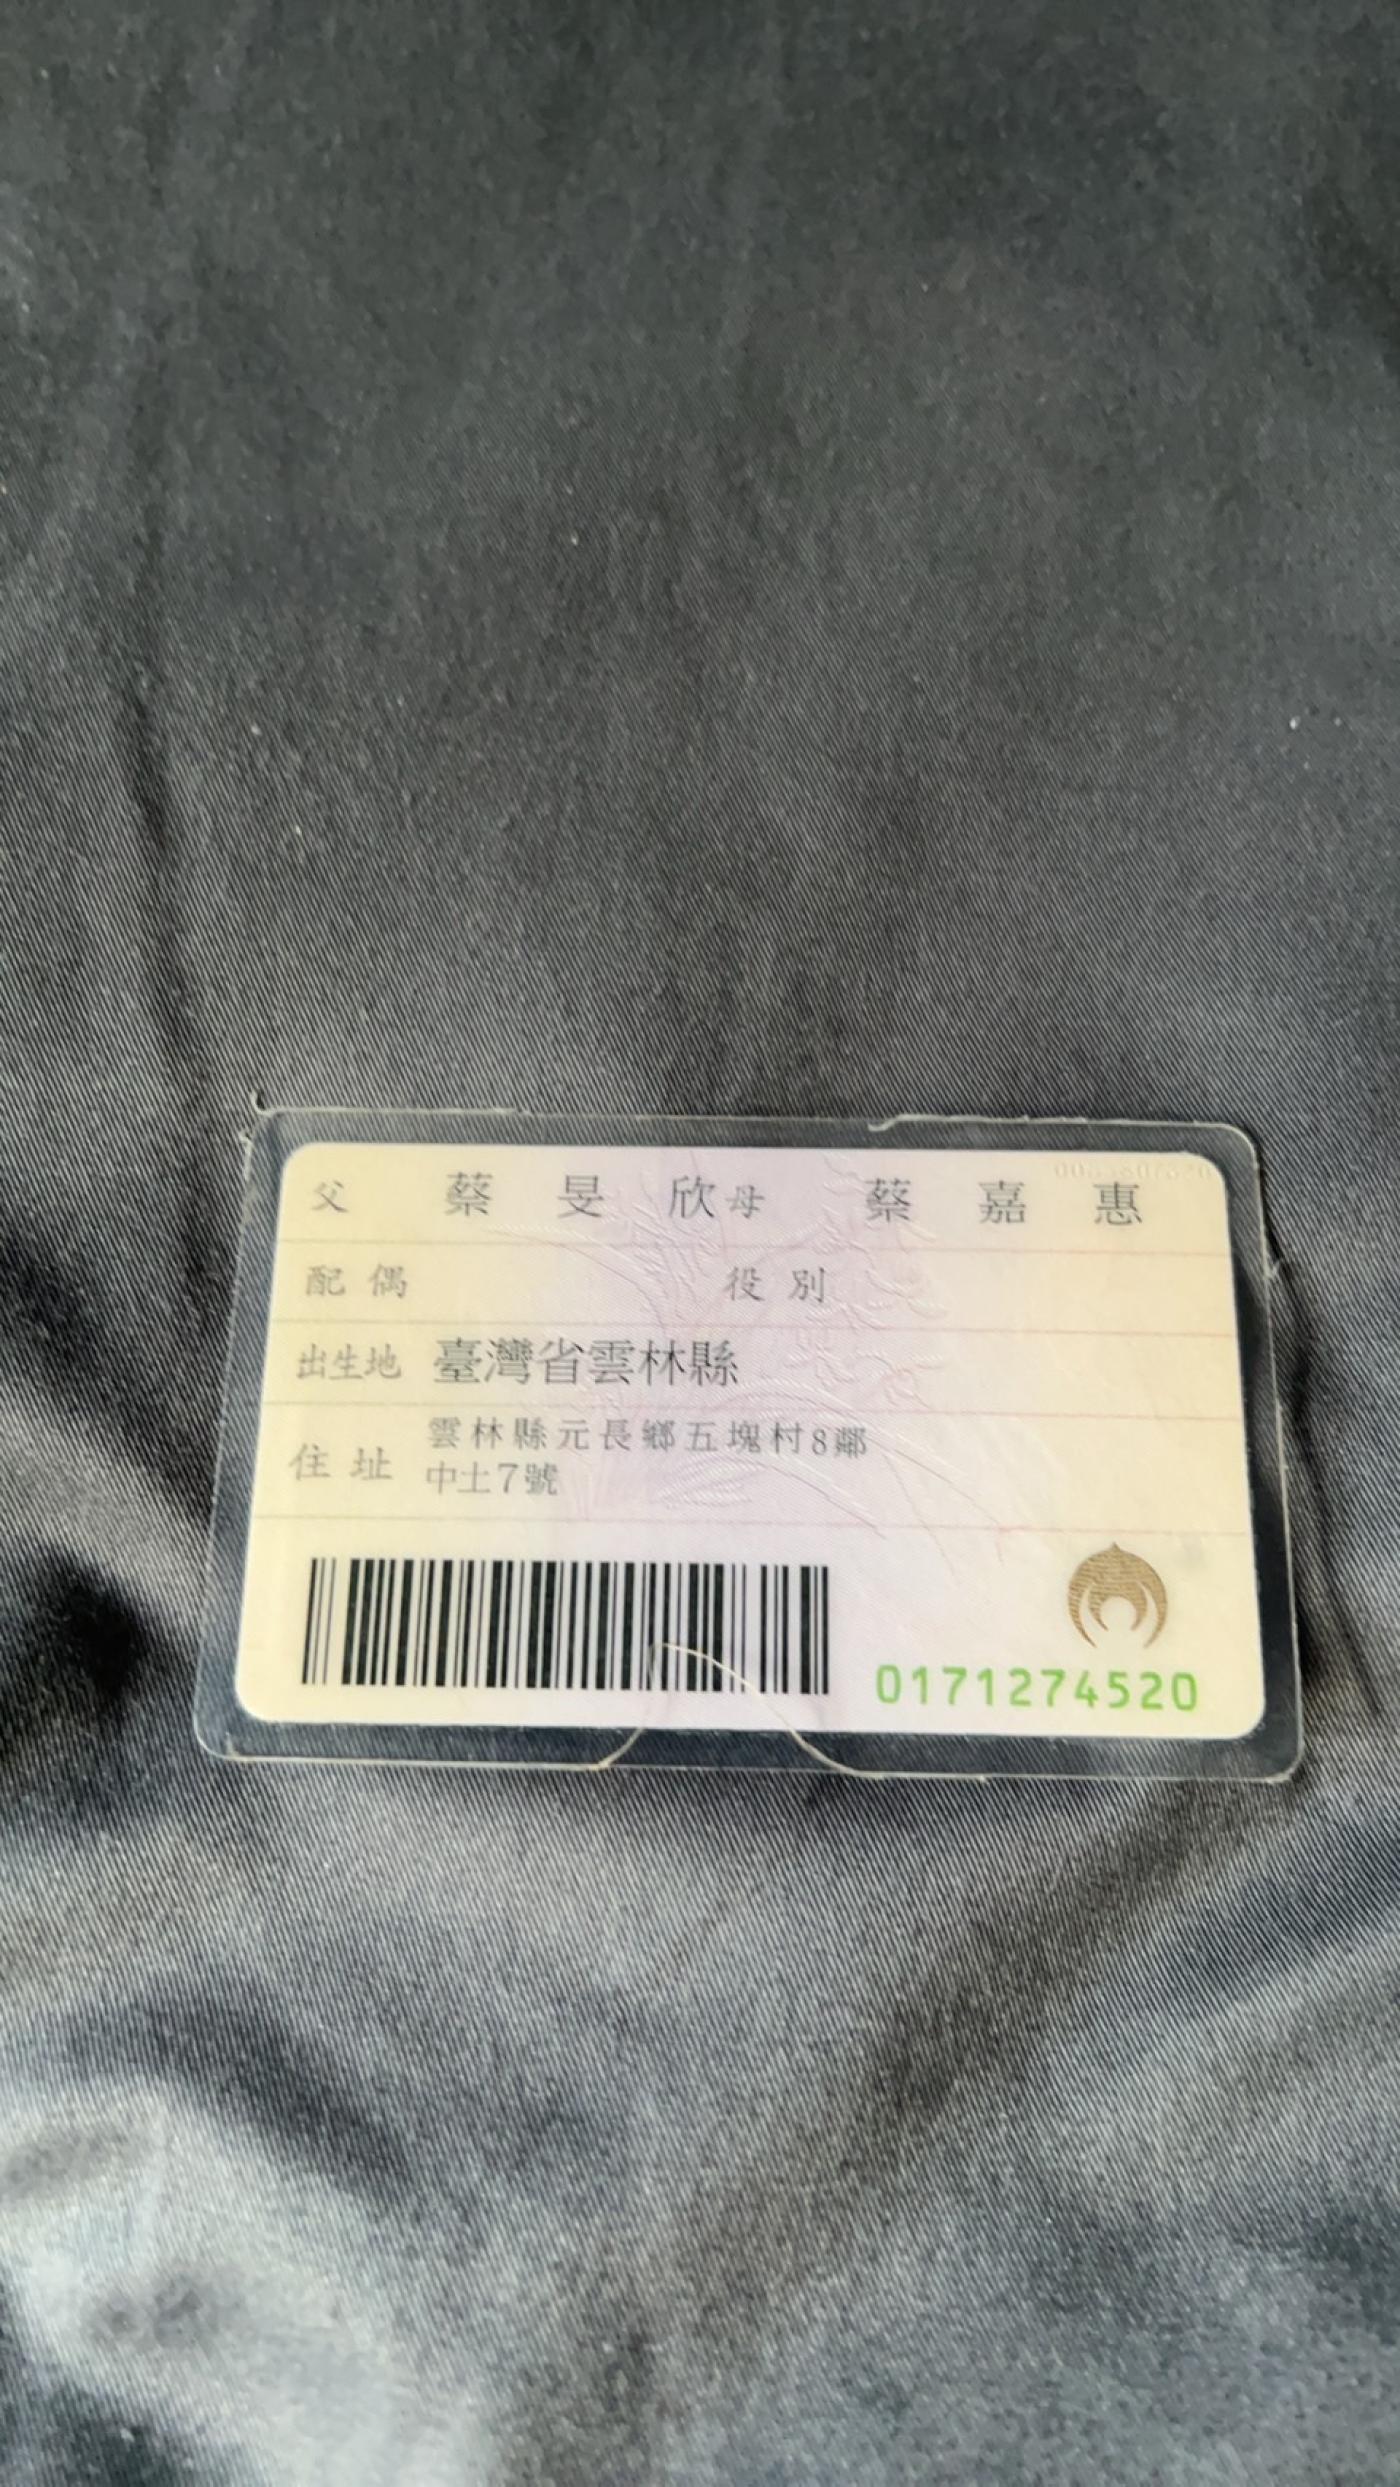 父 蔡旻欣 母 蔡嘉惠
配偶 役別
出生地 臺灣省雲林縣
住址 雲林縣元長鄉五塊村8鄰
中土7號
0171274520